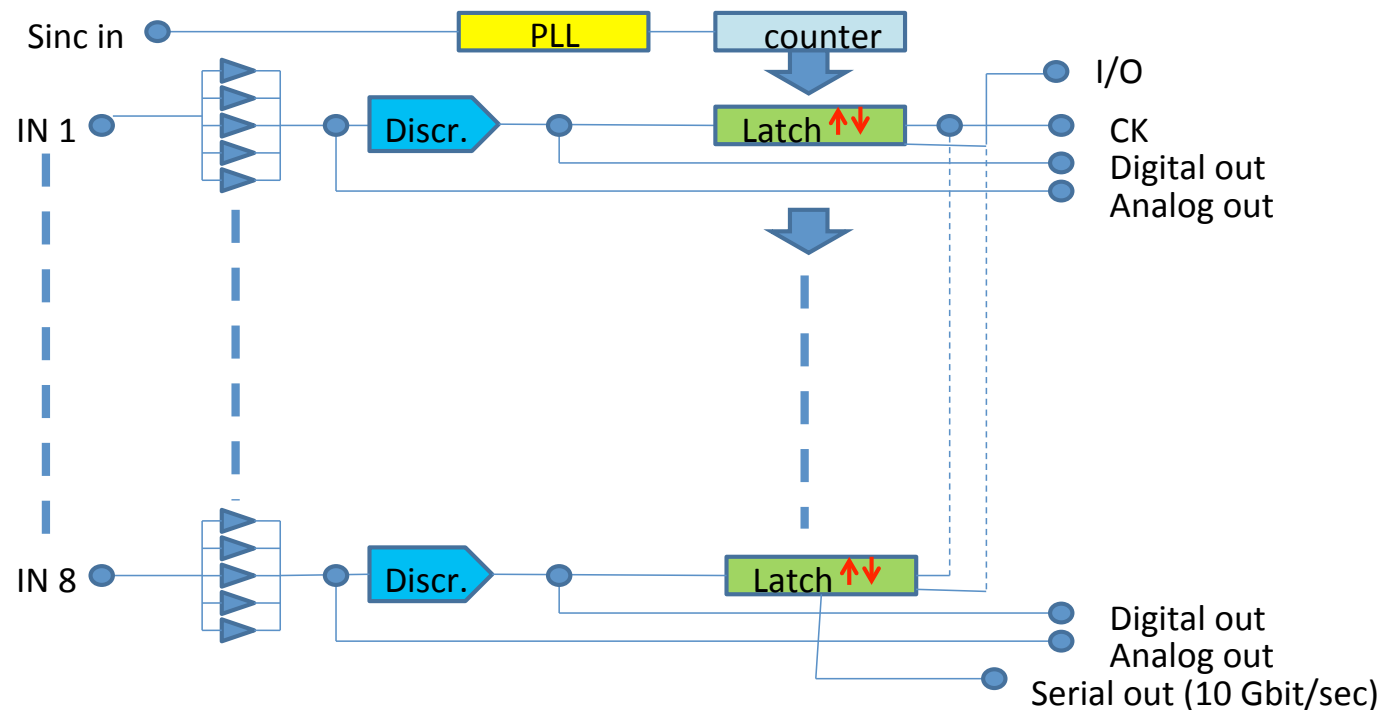 Sinc in
PLL
counter
I/O
IN 1
Discr.
Latch
CK
Digital out
Analog out
IN 8
Discr.
Latch
Digital out
Analog out
Serial out (10 Gbit/sec)